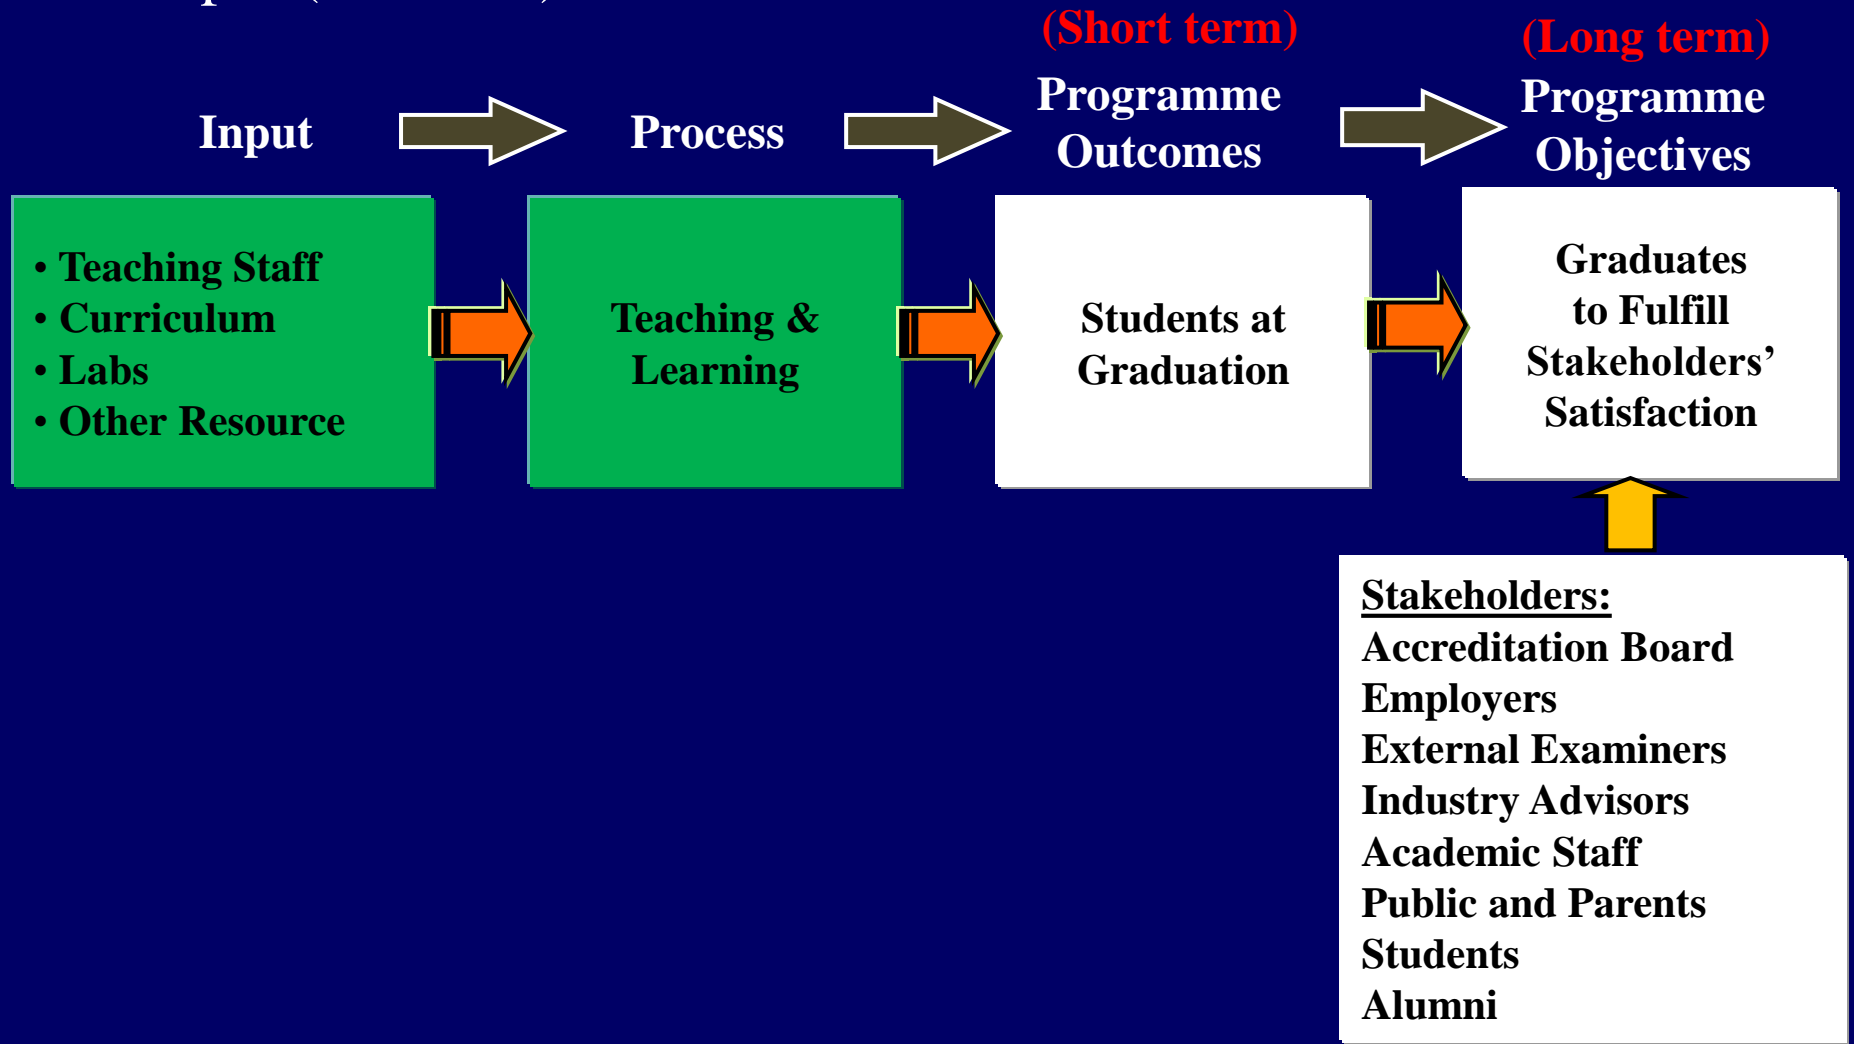 (Short term)
(Long term)
Input
Process
Programme
Outcomes
Programme
Objectives
• Teaching Staff
• Curriculum
• Labs
• Other Resource
Teaching &
Learning
Students at
Graduation
Graduates
to Fulfill
Stakeholders’
Satisfaction
Stakeholders:
Accreditation Board
Employers
External Examiners
Industry Advisors
Academic Staff
Public and Parents
Students
Alumni